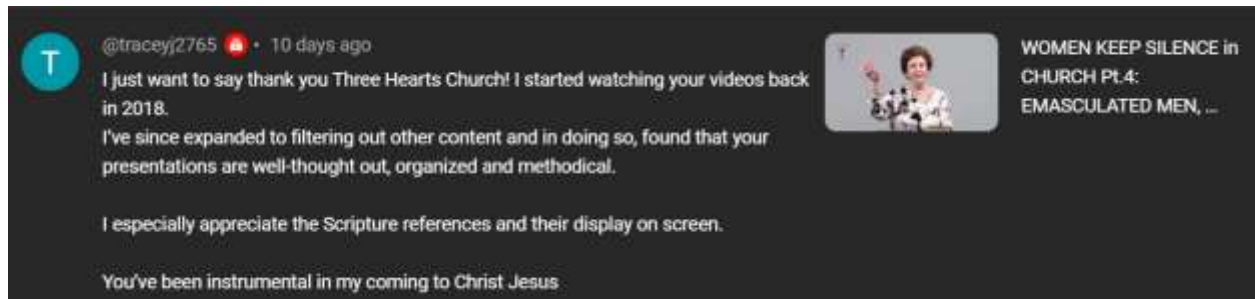 T
@traceyj2765 • 10 days ago
I just want to say thank you Three Hearts Church! I started watching your videos back
in 2018.
I've since expanded to filtering out other content and in doing so, found that your
presentations are well-thought out, organized and methodical.
I especially appreciate the Scripture references and their display on screen.
You've been instrumental in my coming to Christ Jesus
WOMEN KEEP SILENCE in
CHURCH Pt.4:
EMASCULATED MEN, ...